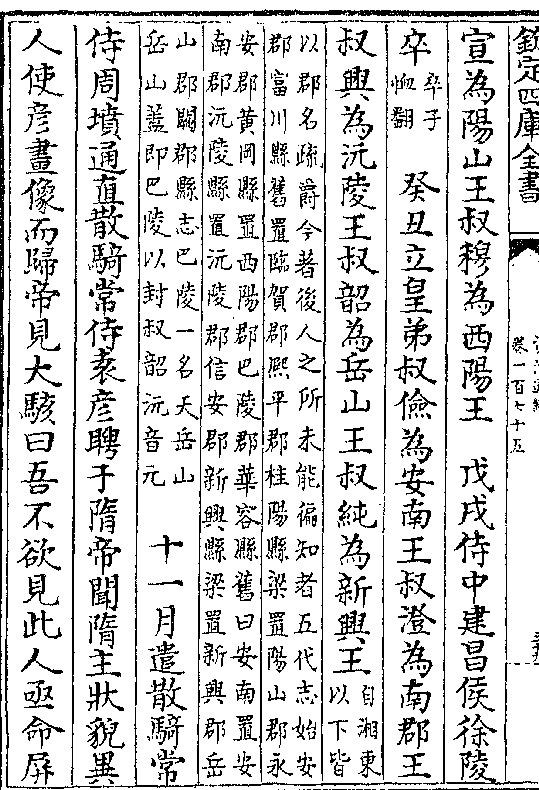 欽定四庫全書
卷一百七十五
宣為陽山王叔穆為西陽王　戊戌侍中建昌侯徐陵
卒
卒子
恤翻
癸丑立皇弟叔儉為安南王叔澄為南郡王
叔興為沅陵王叔韶為岳山王叔純為新興王
自湘東
以下皆
以郡名疏爵今著後人之所未能徧知者五代志始安
郡富川縣舊置臨賀郡熙平郡桂陽縣梁置陽山郡永
安郡黄岡縣置西陽郡巴陵郡華容縣舊曰安南置安
南郡沅陵縣置沅陵郡信安郡新興縣梁置新興郡岳
山郡闕郡縣志巴陵一名天岳山
岳山蓋即巴陵以封叔韶沅音元
十一月遣散騎常
侍周墳通直散騎常侍袁彦聘于隋帝聞隋主狀貌異
人使彦畫像而歸帝見大駭曰吾不欲見此人亟命屏